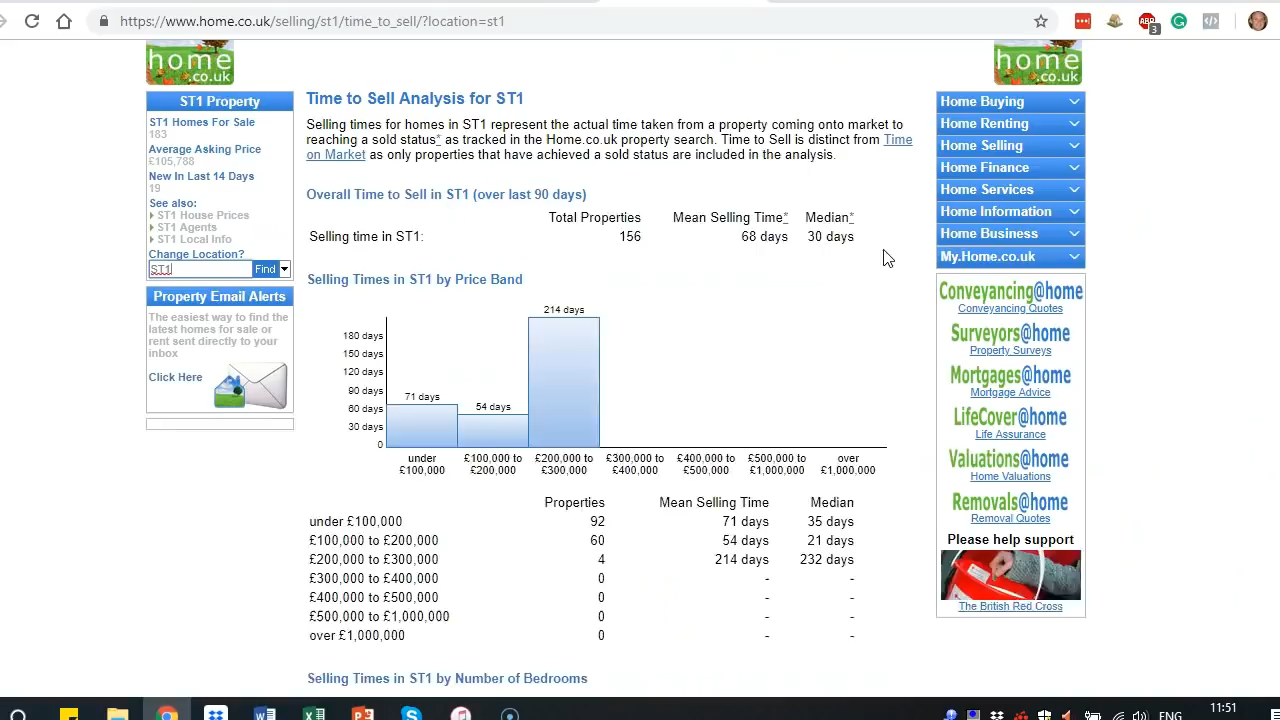 https://www.home.co.uk/selling/st1/time_to_sell/?location=st1
ABP
3
home
.co.uk
home
.co.uk
ST1 Property
ST1 Homes For Sale
183
Average Asking Price
£105,788
New In Last 14 Days
19
See also:
ST1 House Prices
ST1 Agents
ST1 Local Info
Change Location?
ST1
Find
Property Email Alerts
The easiest way to find the
latest homes for sale or
rent sent directly to your
inbox
Click Here
Time to Sell Analysis for ST1
Selling times for homes in ST1 represent the actual time taken from a property coming onto market to
reaching a sold status* as tracked in the Home.co.uk property search. Time to Sell is distinct from Time
on Market as only properties that have achieved a sold status are included in the analysis.
Overall Time to Sell in ST1 (over last 90 days)
Total Properties Mean Selling Time* Median*
Selling time in ST1: 156 68 days 30 days
Selling Times in ST1 by Price Band
214 days
180 days
150 days
120 days
90 days
71 days
60 days
54 days
30 days
0
under £100,000
£100,000 to £200,000
£200,000 to £300,000
£300,000 to £400,000
£400,000 to £500,000
£500,000 to £1,000,000
over £1,000,000
Properties Mean Selling Time Median
under £100,000 92 71 days 35 days
£100,000 to £200,000 60 54 days 21 days
£200,000 to £300,000 4 214 days 232 days
£300,000 to £400,000 0 - -
£400,000 to £500,000 0 - -
£500,000 to £1,000,000 0 - -
over £1,000,000 0 - -
Selling Times in ST1 by Number of Bedrooms
Home Buying
Home Renting
Home Selling
Home Finance
Home Services
Home Information
Home Business
My.Home.co.uk
Conveyancing@home
Conveyancing Quotes
Surveyors@home
Property Surveys
Mortgages@home
Mortgage Advice
LifeCover@home
Life Assurance
Valuations@home
Home Valuations
Removals@home
Removal Quotes
Please help support
The British Red Cross
ENG
11:51